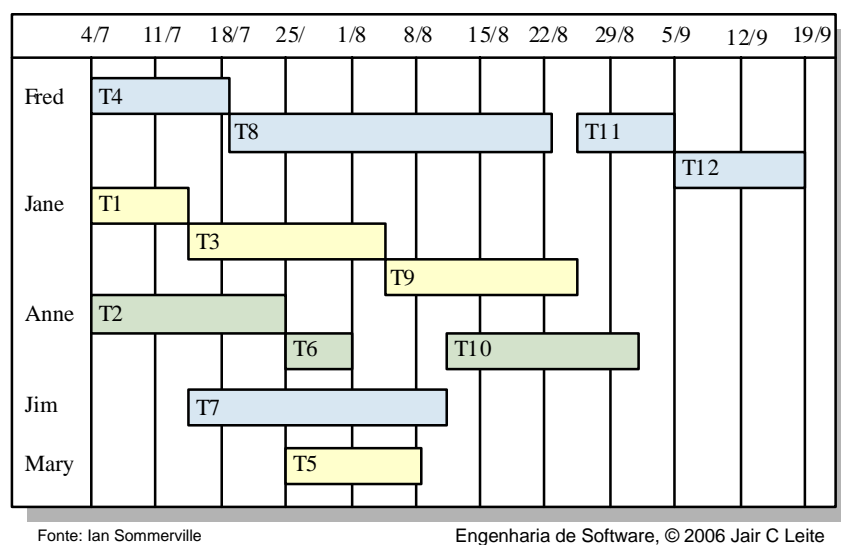 4/7 11/7 18/7 25/ 1/8 8/8 15/8 22/8 29/8 5/9 12/9 19/9
Fred T4
T8 T11
T12
Jane T1
T3
T9
Anne T2
T6 T10
Jim T7
Mary T5
Fonte: Ian Sommerville Engenharia de Software, © 2006 Jair C Leite